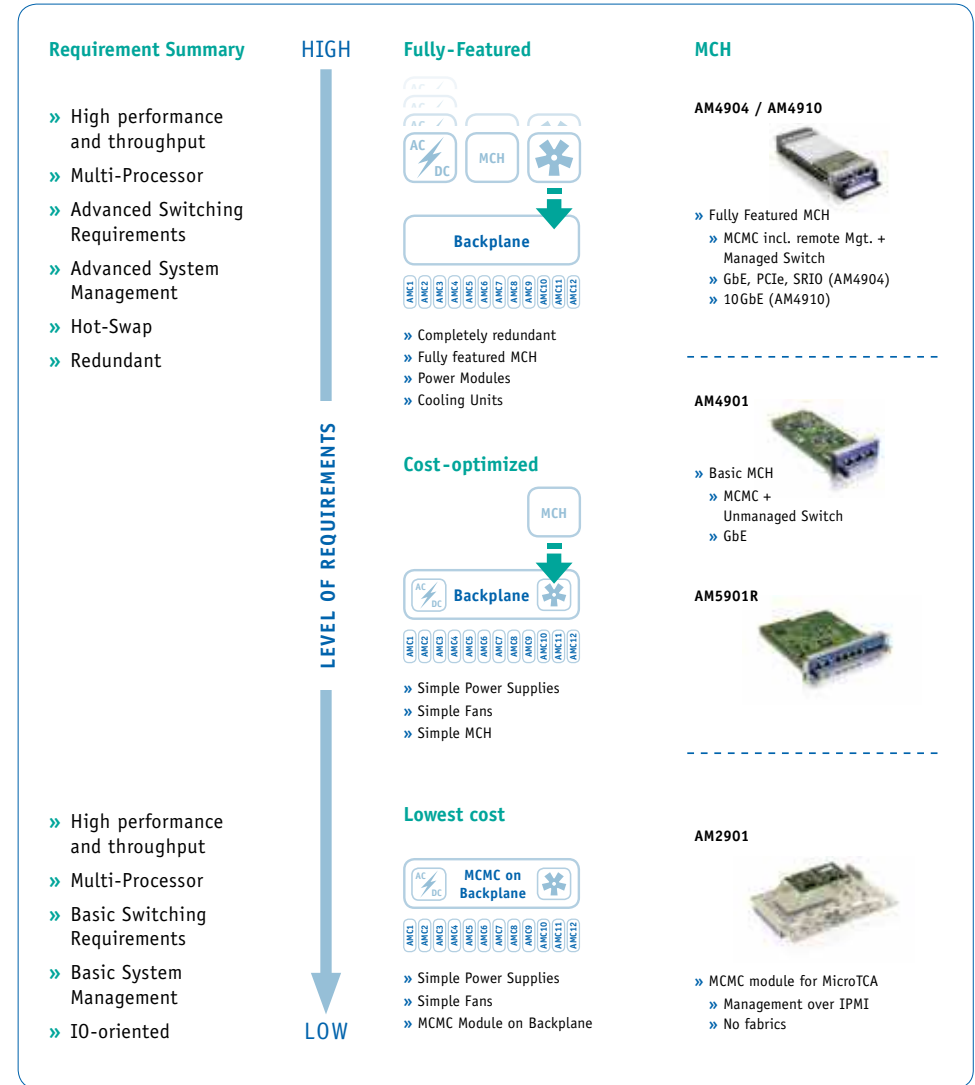 Requirement Summary
» High performance
and throughput
» Multi-Processor
» Advanced Switching
Requirements
» Advanced System
Management
» Hot-Swap
» Redundant
» High performance
and throughput
» Multi-Processor
» Basic Switching
Requirements
» Basic System
Management
» IO-oriented
HIGH
LEVEL OF REQUIREMENTS
LOW
Fully-Featured
AC DC
MCH
Backplane
AMC1 AMC2 AMC3 AMC4 AMC5 AMC6 AMC7 AMC8 AMC9 AMC10 AMC11 AMC12
» Completely redundant
» Fully featured MCH
» Power Modules
» Cooling Units
Cost-optimized
MCH
AC DC Backplane
AMC1 AMC2 AMC3 AMC4 AMC5 AMC6 AMC7 AMC8 AMC9 AMC10 AMC11 AMC12
» Simple Power Supplies
» Simple Fans
» Simple MCH
Lowest cost
AC DC
MCMC on
Backplane
AMC1 AMC2 AMC3 AMC4 AMC5 AMC6 AMC7 AMC8 AMC9 AMC10 AMC11 AMC12
» Simple Power Supplies
» Simple Fans
» MCMC Module on Backplane
MCH
AM4904 / AM4910
» Fully Featured MCH
» MCMC incl. remote Mgt. +
Managed Switch
» GbE, PCIe, SRIO (AM4904)
» 10GbE (AM4910)
AM4901
» Basic MCH
» MCMC +
Unmanaged Switch
» GbE
AM5901R
AM2901
» MCMC module for MicroTCA
» Management over IPMI
» No fabrics